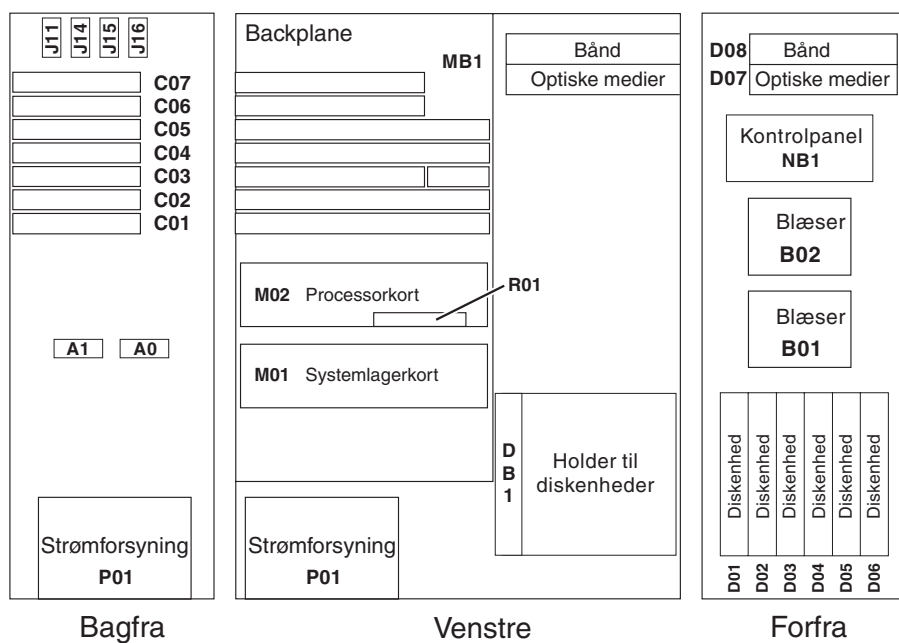 J11 J14 J15 J16
C07
C06
C05
C04
C03
C02
C01
A1 A0
Strømforsyning
P01
Bagfra
Backplane
MB1
Bånd
Optiske medier
M02 Processorkort
R01
M01 Systemlagerkort
DB1
Holder til
diskenheder
Strømforsyning
P01
Venstre
D08 Bånd
D07 Optiske medier
Kontrolpanel
NB1
Blæser
B02
Blæser
B01
Diskenhed Diskenhed Diskenhed Diskenhed Diskenhed Diskenhed
D01 D02 D03 D04 D05 D06
Forfra